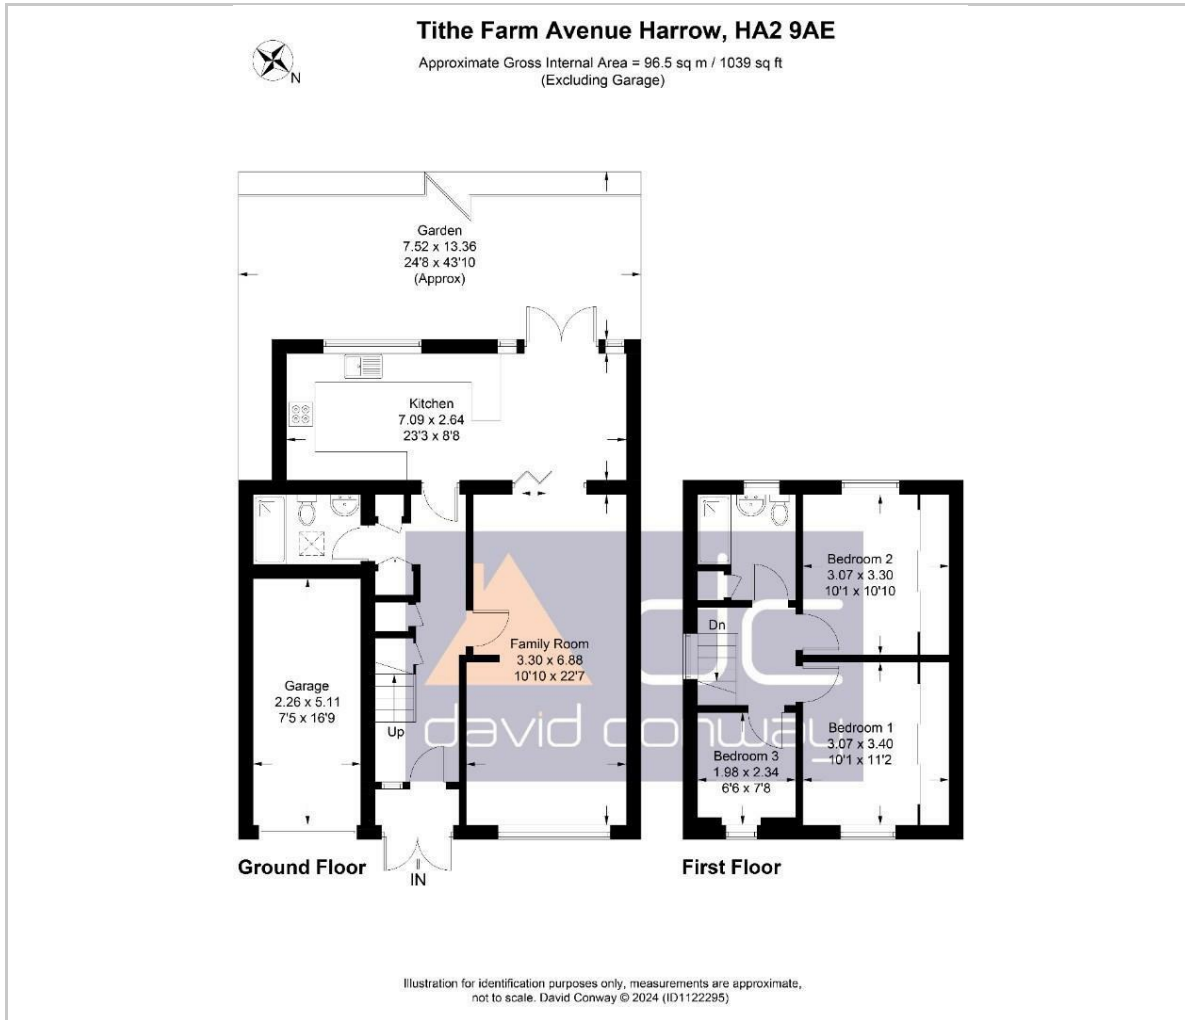 Tithe Farm Avenue Harrow, HA2 9AE
Approximate Gross Internal Area = 96.5 sq m / 1039 sq ft
(Excluding Garage)
N
Garden
7.52 x 13.36
24'8 x 43'10
(Approx)
Kitchen
7.09 x 2.64
23'3 x 8'8
Family Room
3.30 x 6.88
10'10 x 22'7
Garage
2.26 x 5.11
7'5 x 16'9
Up
IN
Ground Floor
Bedroom 2
3.07 x 3.30
10'1 x 10'10
Dn
Bedroom 1
3.07 x 3.40
10'1 x 11'2
Bedroom 3
1.98 x 2.34
6'6 x 7'8
First Floor
dc
david conway
Illustration for identification purposes only, measurements are approximate,
not to scale. David Conway © 2024 (ID1122295)